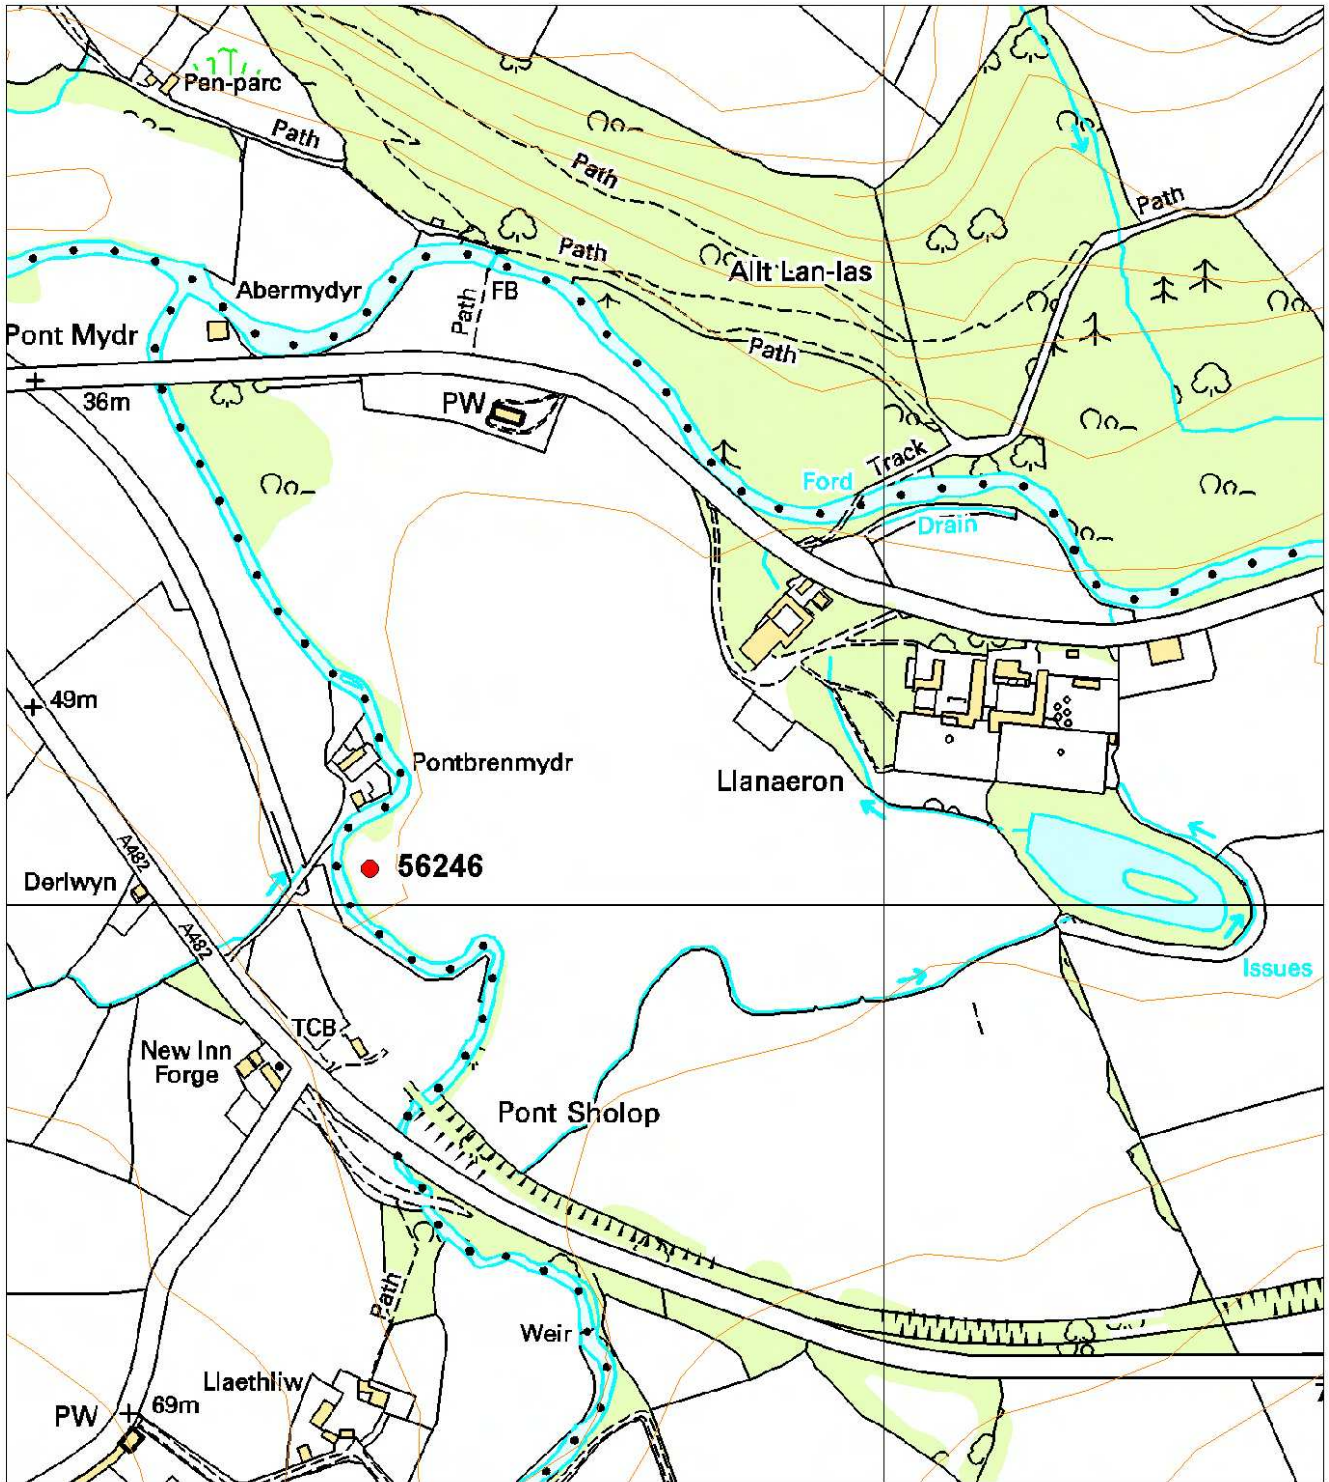 Pen-parc
Path
Path
Path
Path
Allt Lan-las
Abermydyr
Path
FB
Pont Mydr
Path
36m
PW
Track
Ford
Drain
49m
Pontbrenmydr
Llanaeron
A482
56246
Derlwyn
A482
Issues
TCB
New Inn
Forge
Pont Sholop
Path
Weir
Llaethliw
69m
PW